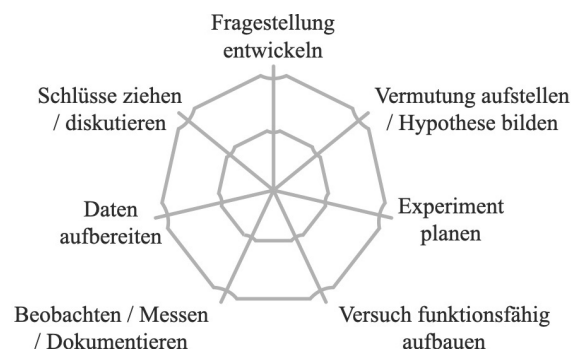 Fragestellung
entwickeln
Vermutung aufstellen
/ Hypothese bilden
Experiment
planen
Versuch funktionsfähig
aufbauen
Beobachten / Messen
/ Dokumentieren
Daten
aufbereiten
Schlüsse ziehen
/ diskutieren